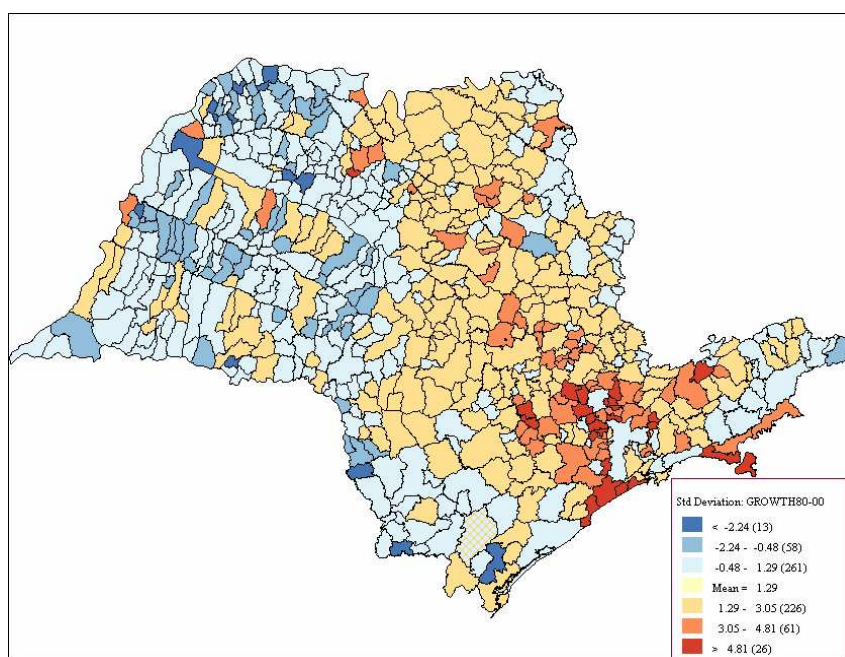 Std Deviation: GROWTH80-00
< -2.24 (13)
-2.24 - -0.48 (58)
-0.48 - 1.29 (261)
Mean = 1.29
1.29 - 3.05 (226)
3.05 - 4.81 (61)
> 4.81 (26)